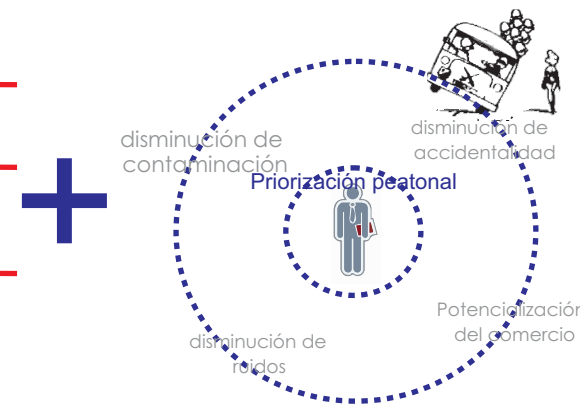 disminución de
contaminación
disminución de
accidentalidad
Priorización peatonal
disminución de
ruidos
Potencialización
del comercio